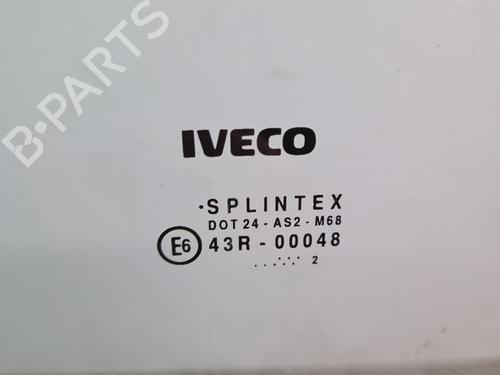 B-PARTS
IVECO
·SPLINTEX
DOT 24 - AS2 - M68
E6 43R - 00048
.....:·:·:· 2